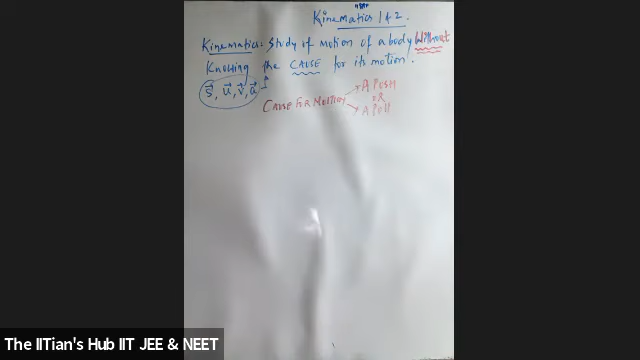 Kinematics 1 & 2.
Kinematics: Study of Motion of a body Without
Knowing the CAUSE for its motion.
S⃗, u⃗, v⃗, a⃗
CAUSE FOR MOTION
A PUSH
OR
A PULL
The IITian's Hub IIT JEE & NEET